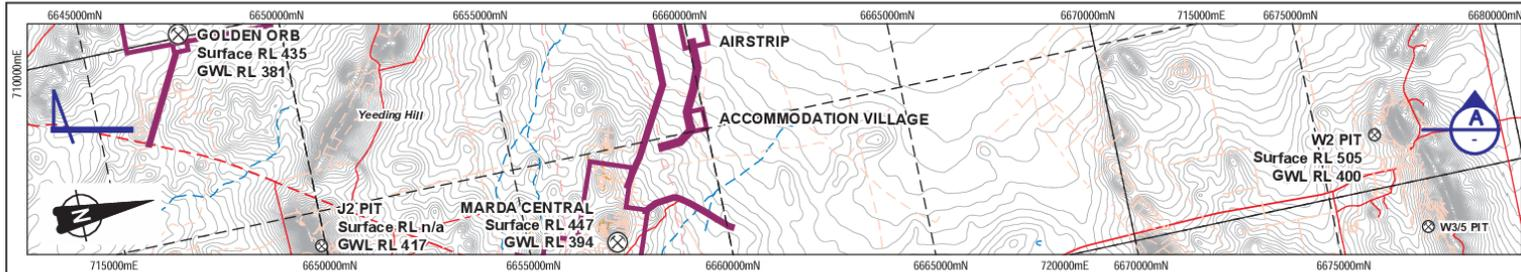 6645000mN
6650000mN
6655000mN
6660000mN
6665000mN
6670000mN
715000mE
6675000mN
6680000mN
710000mE
GOLDEN ORB
Surface RL 435
GWL RL 381
AIRSTRIP
Yeeding Hill
ACCOMMODATION VILLAGE
A
-
W2 PIT
Surface RL 505
GWL RL 400
N
J2 PIT
Surface RL n/a
GWL RL 417
MARDA CENTRAL
Surface RL 447
GWL RL 394
W3/5 PIT
715000mE
6650000mN
6655000mN
6660000mN
6665000mN
720000mE
6670000mN
6675000mN